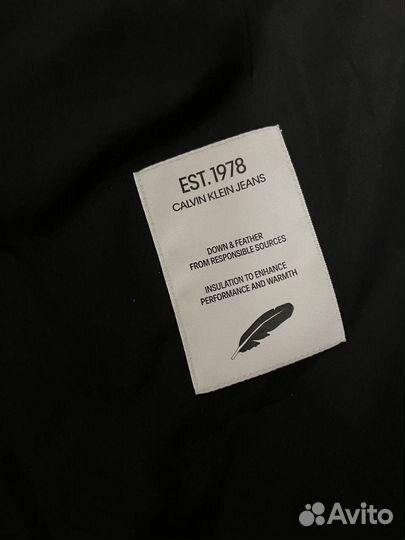 EST.1978
CALVIN KLEIN JEANS
DOWN & FEATHER
FROM RESPONSIBLE SOURCES
INSULATION TO ENHANCE
PERFORMANCE AND WARMTH
Avito